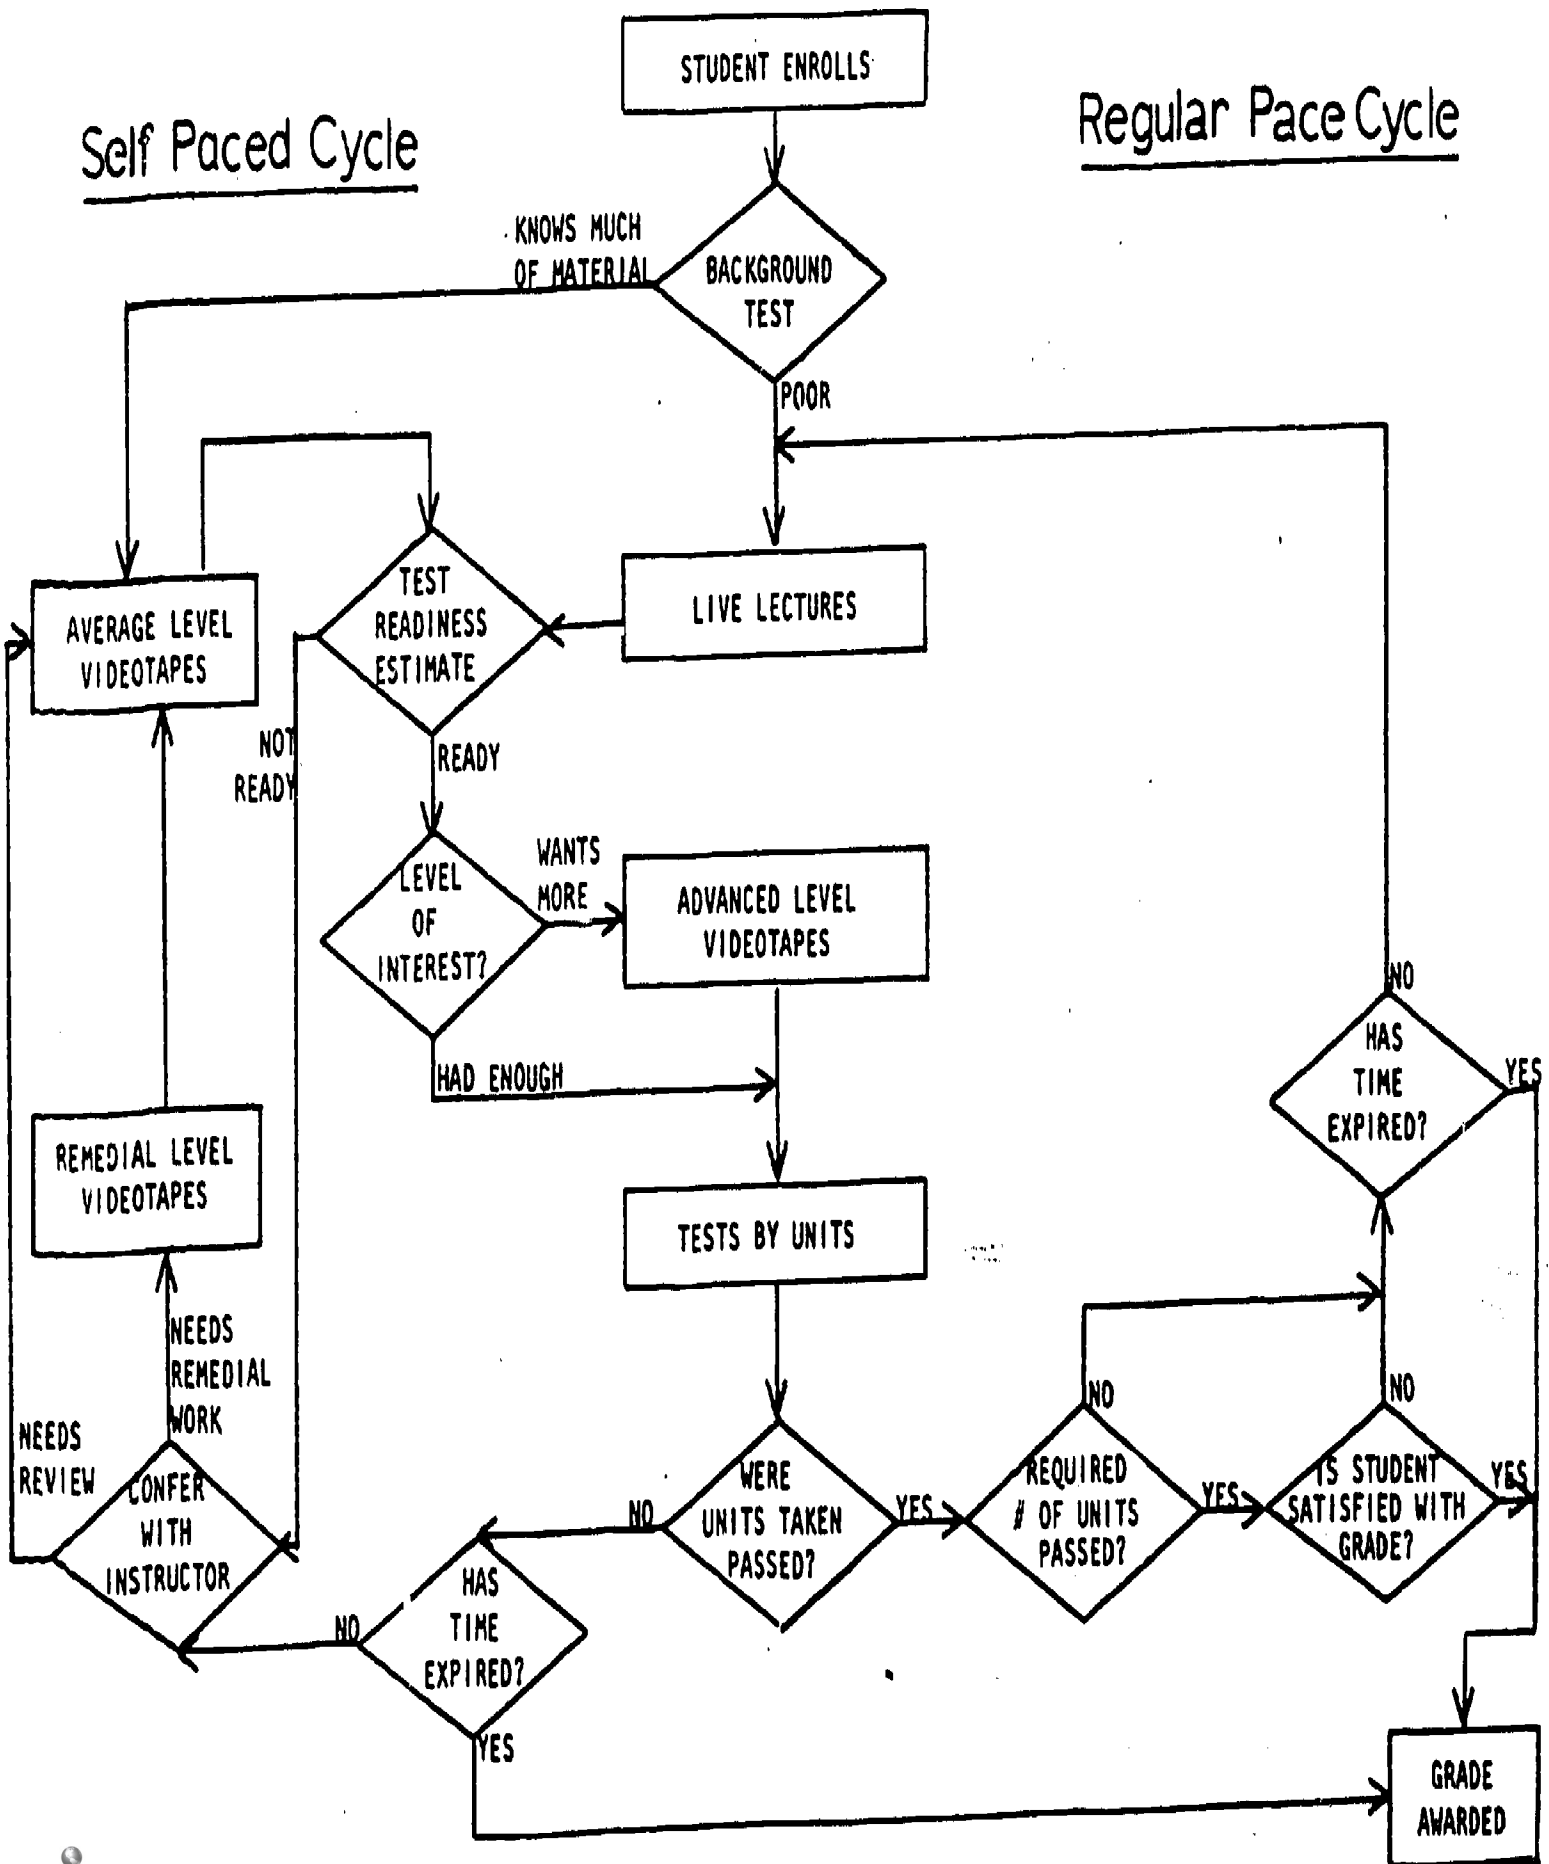 STUDENT ENROLLS
Self Paced Cycle
Regular Pace Cycle
KNOWS MUCH
OF MATERIAL
BACKGROUND
TEST
POOR
TEST
READINESS
ESTIMATE
LIVE LECTURES
AVERAGE LEVEL
VIDEOTAPES
NOT
READY
READY
LEVEL
OF
INTEREST?
WANTS
MORE
ADVANCED LEVEL
VIDEOTAPES
HAD ENOUGH
NO
HAS
TIME
EXPIRED?
YES
REMEDIAL LEVEL
VIDEOTAPES
TESTS BY UNITS
NEEDS
REMEDIAL
WORK
NEEDS
REVIEW
CONFER
WITH
INSTRUCTOR
NO
WERE
UNITS TAKEN
PASSED?
YES
NO
REQUIRED
# OF UNITS
PASSED?
YES
NO
IS STUDENT
SATISFIED WITH
GRADE?
YES
NO
HAS
TIME
EXPIRED?
YES
GRADE
AWARDED